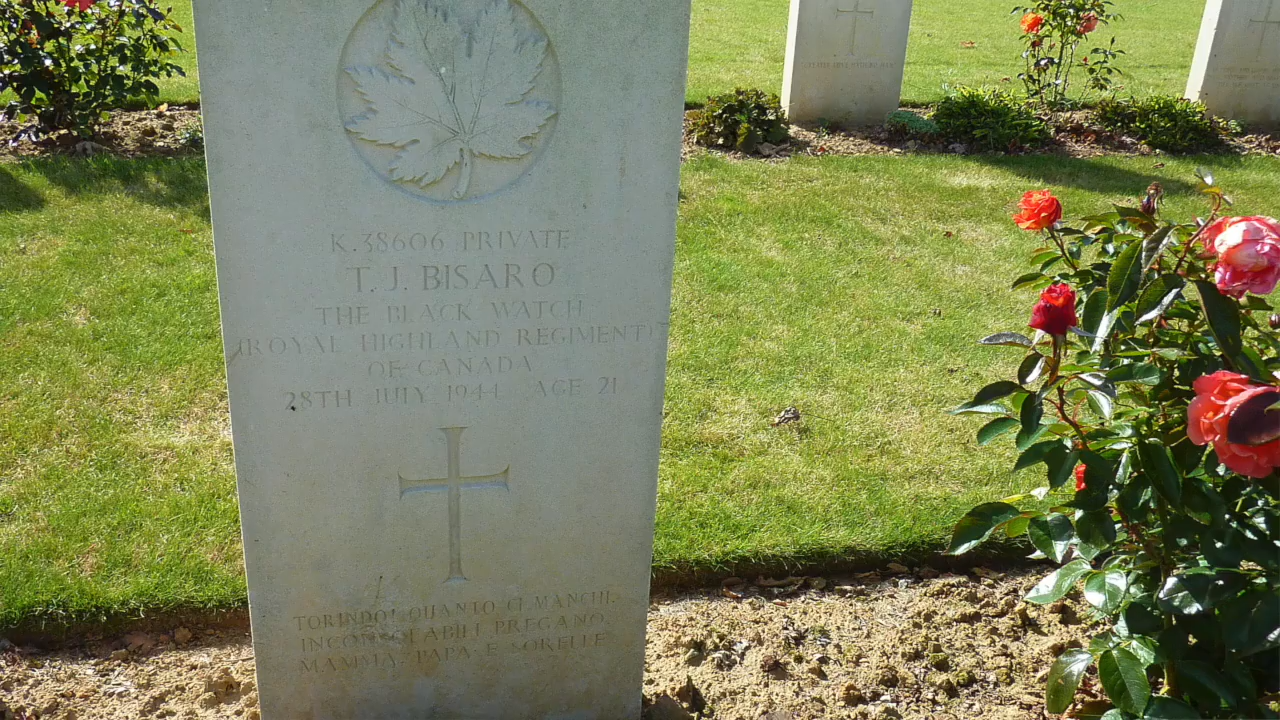 K.38606 PRIVATE
T. J. BISARO
THE BLACK WATCH
(ROYAL HIGHLAND REGIMENT)
OF CANADA
28TH JULY 1944 AGE 21
TORINDO! QUANTO CI MANCHI.
INCONSOLABILI PREGANO,
MAMMA, PAPA E SORELLE